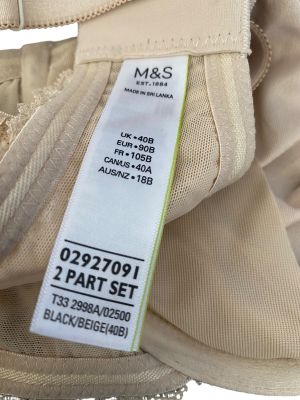 M&S
EST. 1884
MADE IN SRI LANKA
UK •40B
EUR •90B
FR •105B
CAN/US •40A
AUS/NZ •18B
02927091
2 PART SET
T33 2998A/02500
BLACK/BEIGE(40B)